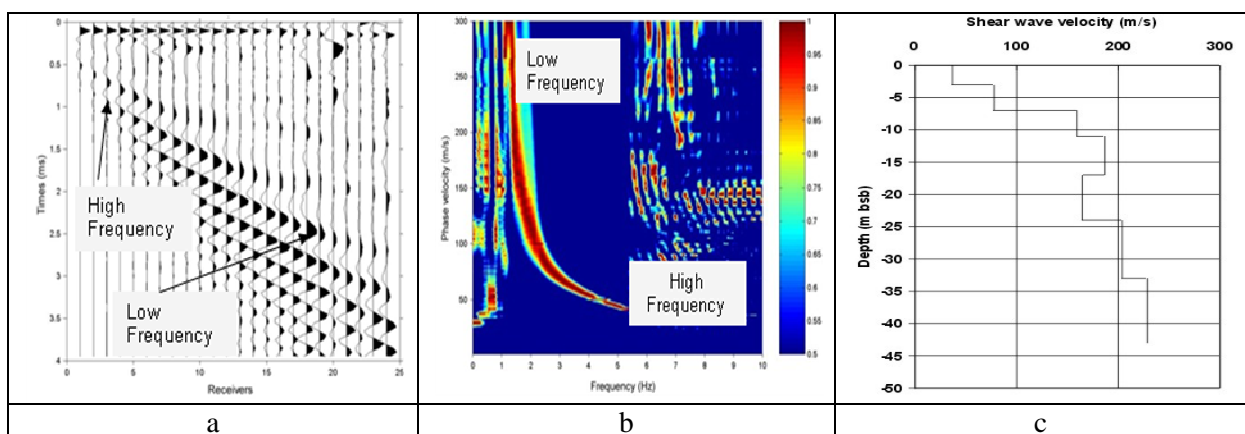 0
0.5
1
1.5
2
2.5
3
3.5
4
Times (ms)
High
Frequency
Low
Frequency
0 5 10 15 20 25
Receivers
a
300
250
200
150
100
50
Phase velocity (m/s)
Low
Frequency
High
Frequency
0 1 2 3 4 5 6 7 8 9 10
Frequency (Hz)
1
0.95
0.9
0.85
0.8
0.75
0.7
0.65
0.6
0.55
0.5
b
Shear wave velocity (m/s)
0 100 200 300
0
-5
-10
-15
-20
-25
-30
-35
-40
-45
-50
Depth (m bsb)
c